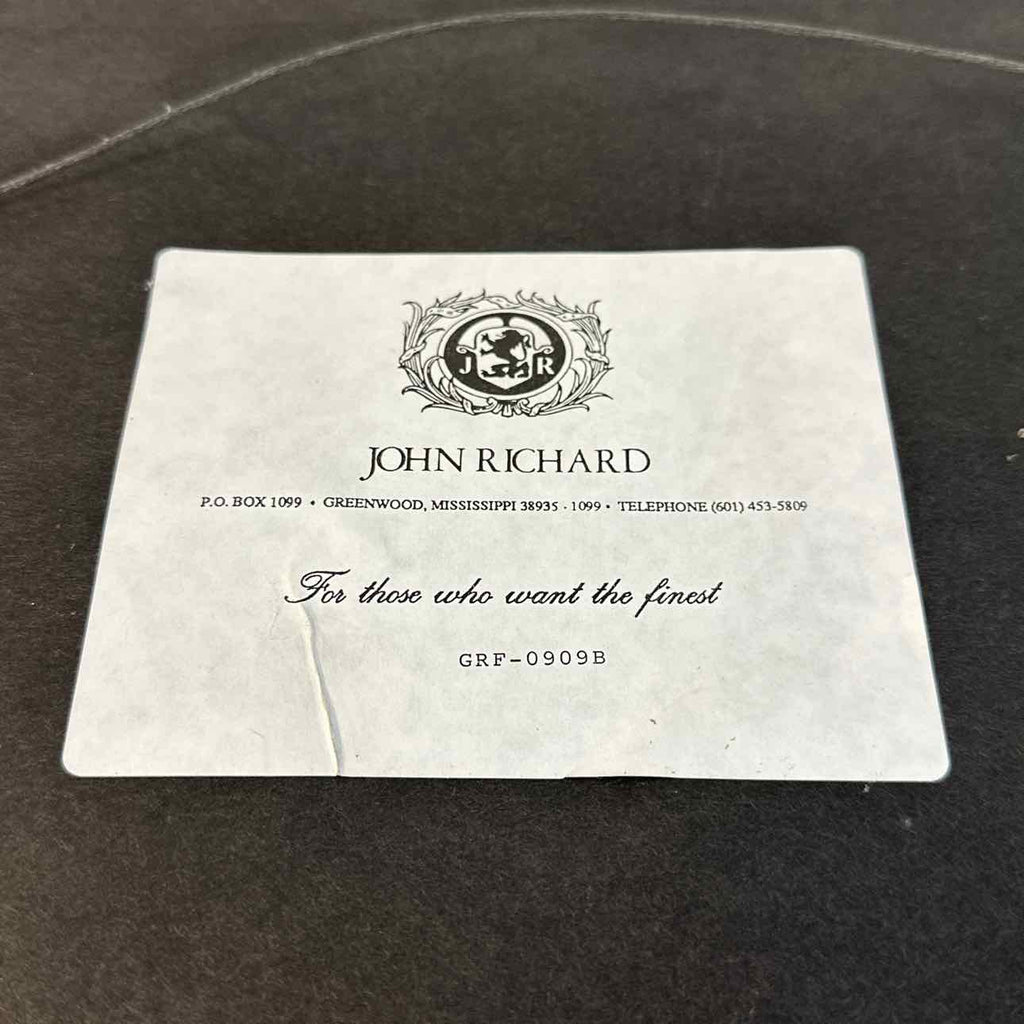 J R
JOHN RICHARD
P.O. BOX 1099 • GREENWOOD, MISSISSIPPI 38935 - 1099 • TELEPHONE (601) 453-5809
For those who want the finest
GRF-0909B